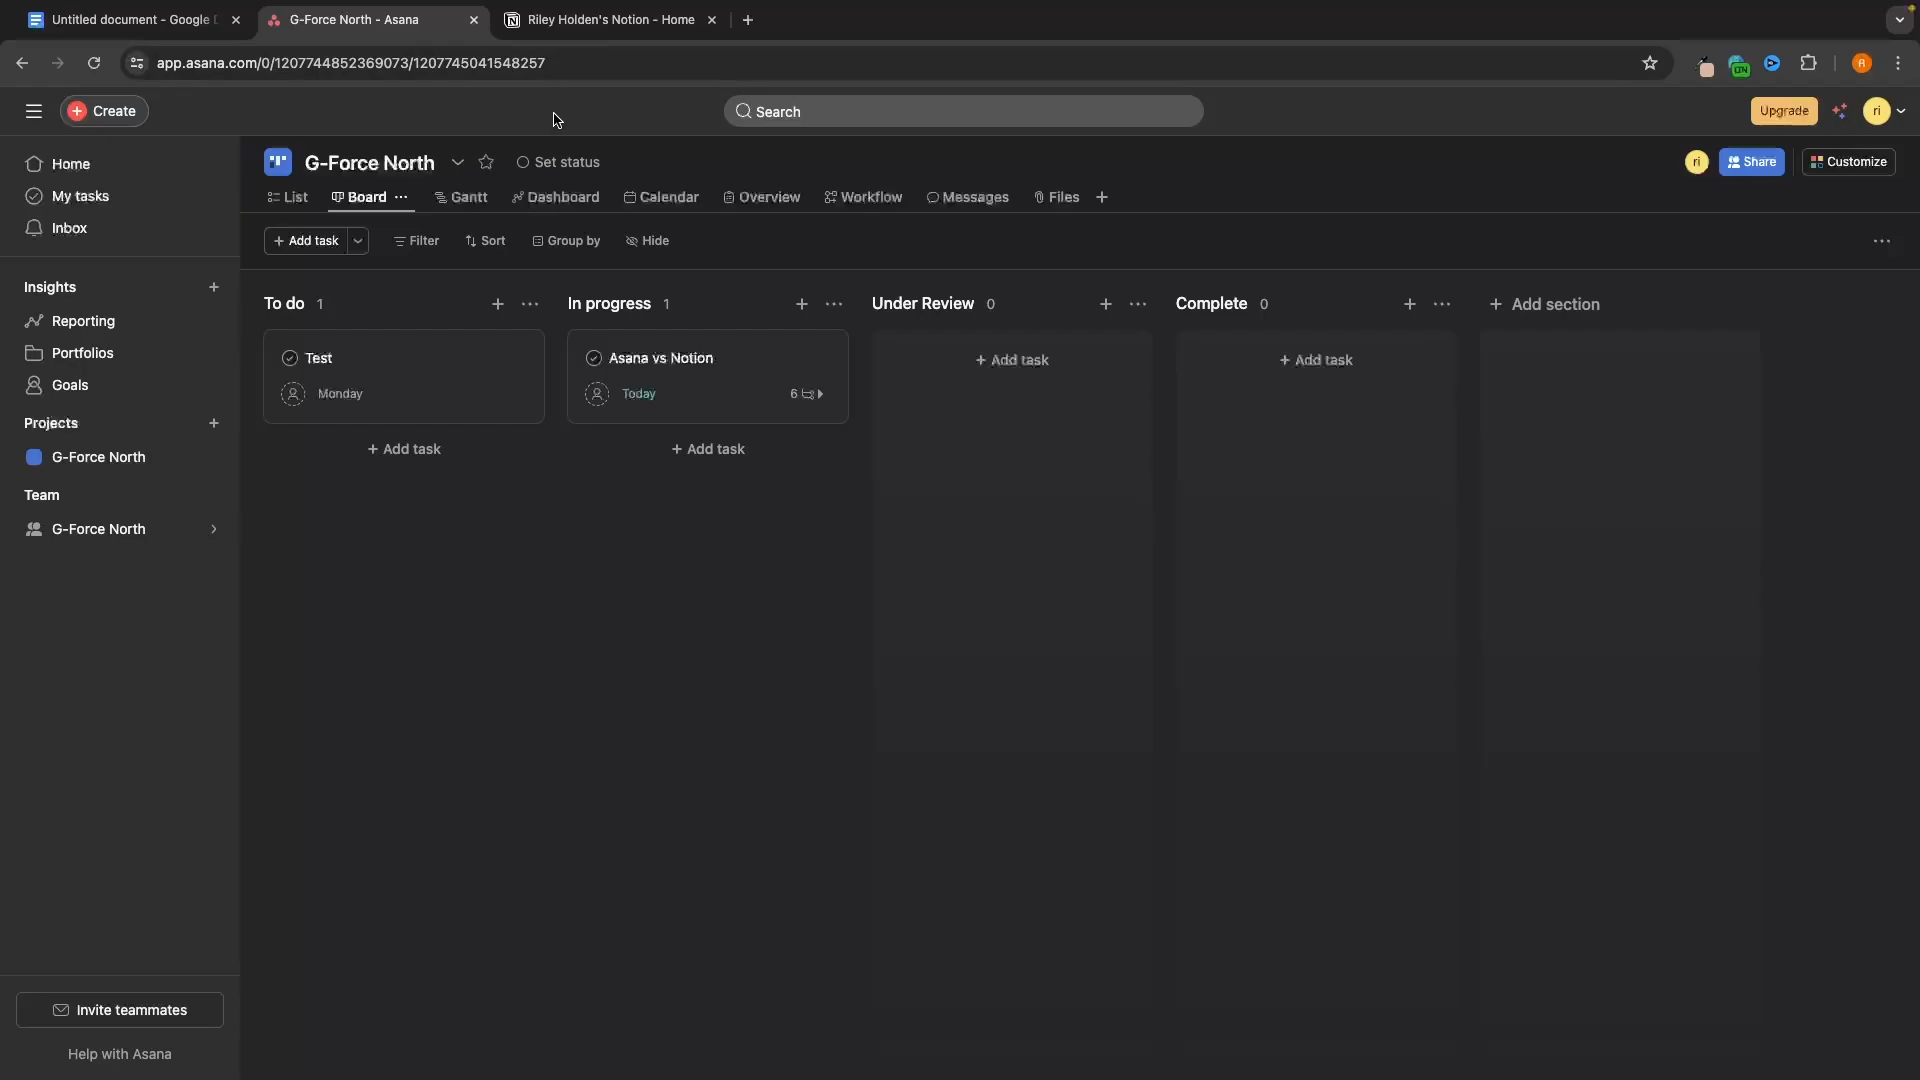 Untitled document - Google D
G-Force North - Asana
Riley Holden's Notion - Home
app.asana.com/0/1207744852369073/1207745041548257
ON
R
Create
Search
Upgrade
ri
Home
My tasks
Inbox
Insights
Reporting
Portfolios
Goals
Projects
G-Force North
Team
G-Force North
Invite teammates
Help with Asana
G-Force North
Set status
ri
Share
Customize
List
Board
Gantt
Dashboard
Calendar
Overview
Workflow
Messages
Files
+ Add task
Filter
Sort
Group by
Hide
To do 1
Test
Monday
+ Add task
In progress 1
Asana vs Notion
Today
6
+ Add task
Under Review 0
+ Add task
Complete 0
+ Add task
+ Add section